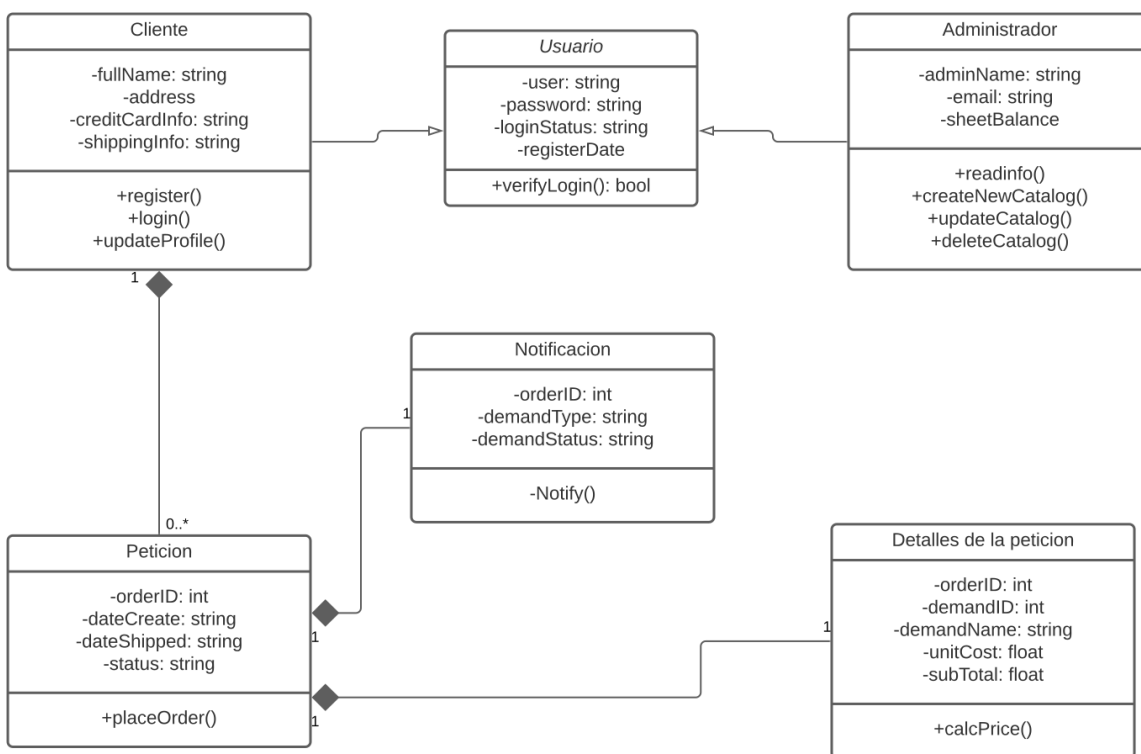 Cliente
-fullName: string
-address
-creditCardInfo: string
-shippingInfo: string
+register()
+login()
+updateProfile()
Usuario
-user: string
-password: string
-loginStatus: string
-registerDate
+verifyLogin(): bool
Administrador
-adminName: string
-email: string
-sheetBalance
+readinfo()
+createNewCatalog()
+updateCatalog()
+deleteCatalog()
1
0..*
Notificacion
-orderID: int
-demandType: string
-demandStatus: string
-Notify()
1
Peticion
-orderID: int
-dateCreate: string
-dateShipped: string
-status: string
+placeOrder()
1
1
Detalles de la peticion
-orderID: int
-demandID: int
-demandName: string
-unitCost: float
-subTotal: float
+calcPrice()
1